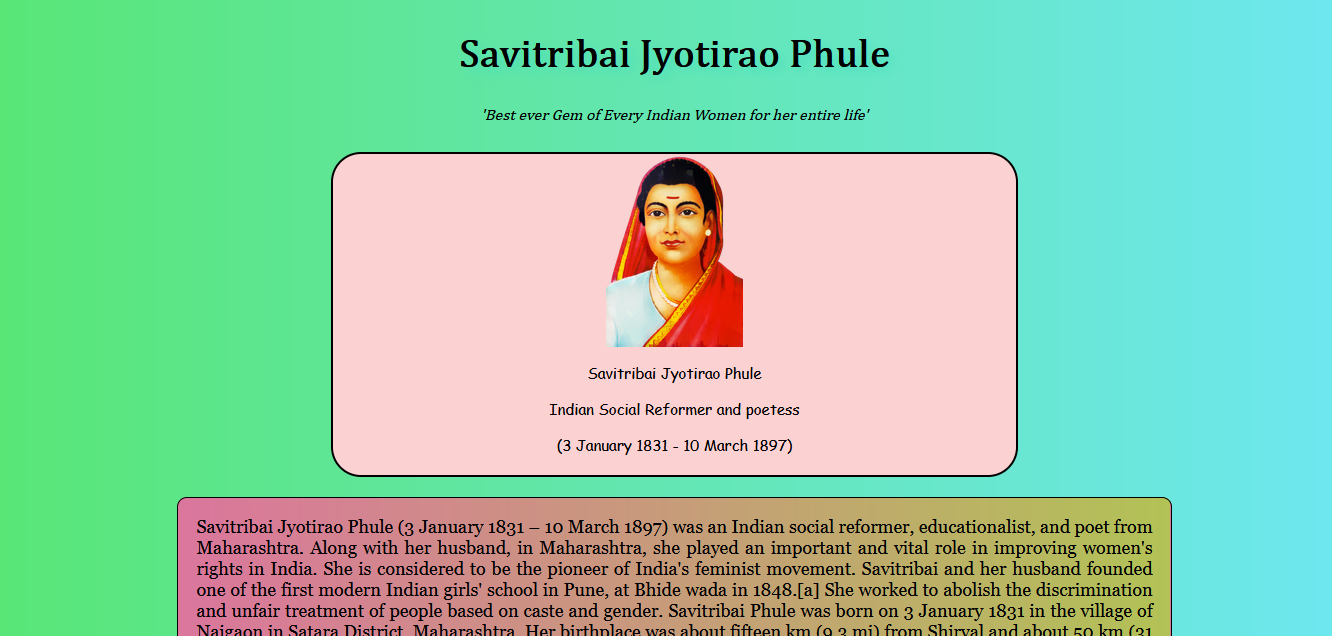 Savitribai Jyotirao Phule
'Best ever Gem of Every Indian Women for her entire life'
Savitribai Jyotirao Phule
Indian Social Reformer and poetess
(3 January 1831 - 10 March 1897)
Savitribai Jyotirao Phule (3 January 1831 – 10 March 1897) was an Indian social reformer, educationalist, and poet from
Maharashtra. Along with her husband, in Maharashtra, she played an important and vital role in improving women's
rights in India. She is considered to be the pioneer of India's feminist movement. Savitribai and her husband founded
one of the first modern Indian girls' school in Pune, at Bhide wada in 1848.[a] She worked to abolish the discrimination
and unfair treatment of people based on caste and gender. Savitribai Phule was born on 3 January 1831 in the village of
Naigaon in Satara District, Maharashtra. Her birthplace was about fifteen km (9.3 mi) from Shirval and about 50 km (31